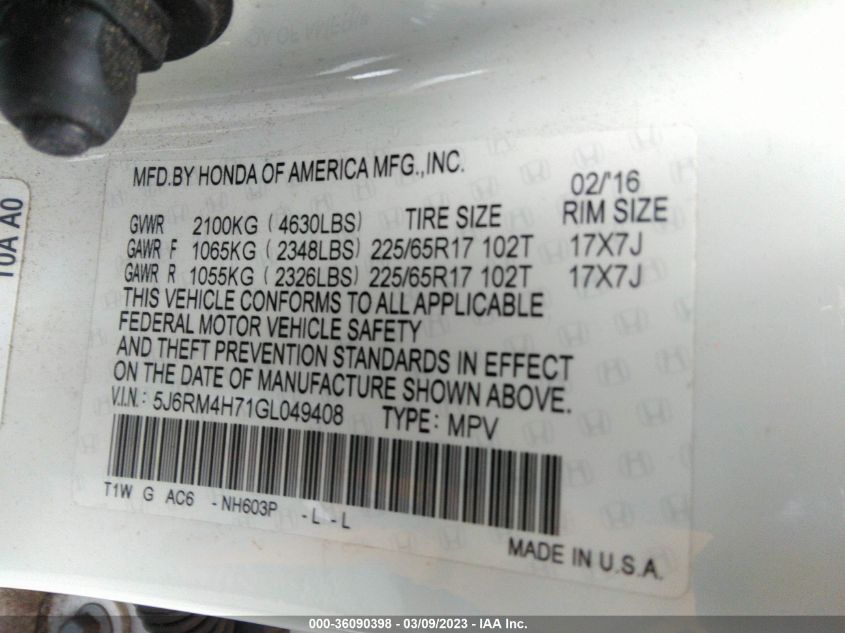 MFD.BY HONDA OF AMERICA MFG.,INC.
02/'16
GVWR 2100KG ( 4630LBS) TIRE SIZE RIM SIZE
GAWR F 1065KG ( 2348LBS) 225/65R17 102T 17X7J
GAWR R 1055KG ( 2326LBS) 225/65R17 102T 17X7J
THIS VEHICLE CONFORMS TO ALL APPLICABLE
FEDERAL MOTOR VEHICLE SAFETY
AND THEFT PREVENTION STANDARDS IN EFFECT
ON THE DATE OF MANUFACTURE SHOWN ABOVE.
V.I.N.: 5J6RM4H71GL049408 TYPE: MPV
T1W G AC6 -NH603P -L -L
MADE IN U.S.A.
000-36090398 - 03/09/2023 - IAA Inc.